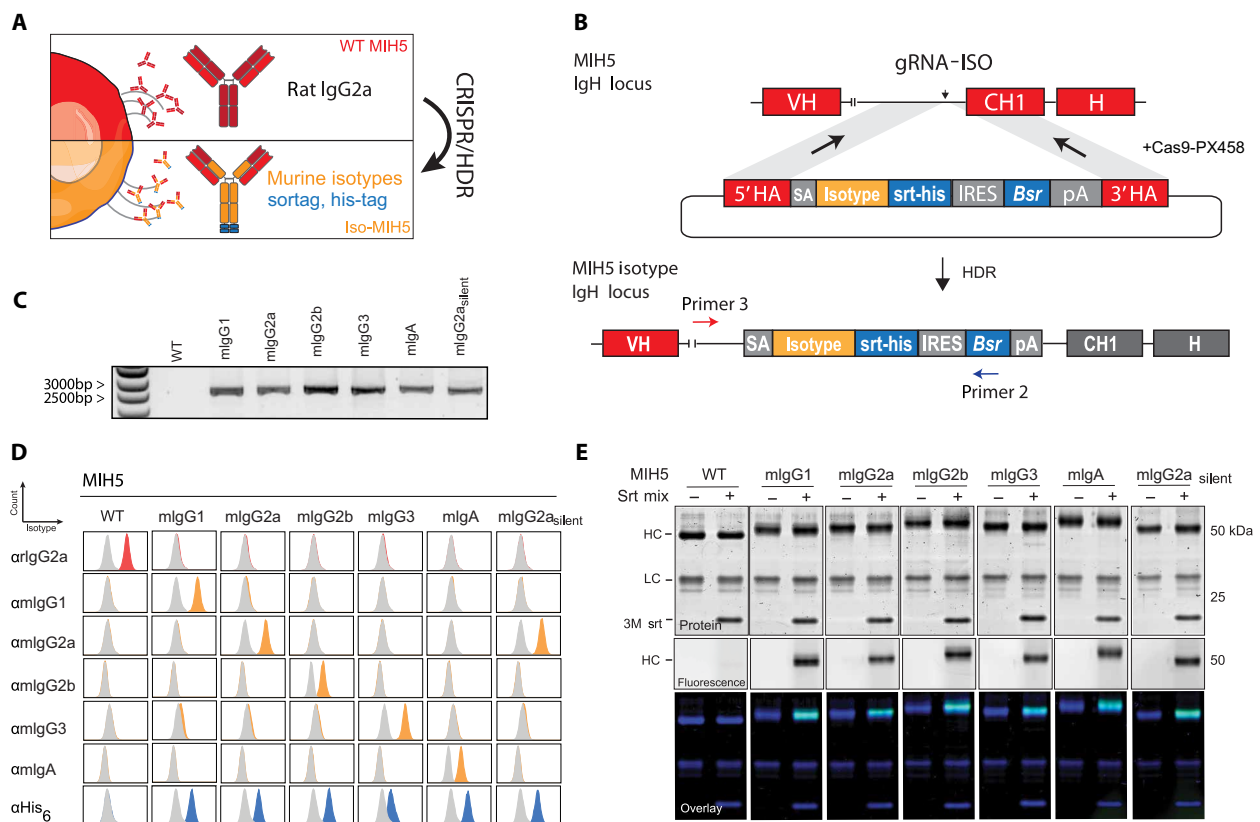 A
WT MIH5
Rat IgG2a
CRISPR/HDR
Murine isotypes
sortag, his-tag
Iso-MIH5
B
MIH5
IgH locus
gRNA-ISO
VH
CH1
H
+Cas9-PX458
5' HA SA Isotype srt-his IRES Bsr pA 3' HA
HDR
MIH5 isotype
IgH locus
Primer 3
VH SA Isotype srt-his IRES Bsr pA CH1 H
Primer 2
C
WT mIgG1 mIgG2a mIgG2b mIgG3 mIgA mIgG2asilent
3000bp >
2500bp >
D
MIH5
Count
Isotype
WT mIgG1 mIgG2a mIgG2b mIgG3 mIgA mIgG2asilent
αrIgG2a
αmIgG1
αmIgG2a
αmIgG2b
αmIgG3
αmIgA
αHis6
E
MIH5 WT mIgG1 mIgG2a mIgG2b mIgG3 mIgA mIgG2a silent
Srt mix – + – + – + – + – + – + – +
HC
50 kDa
LC
25
3M srt
Protein
HC
50
Fluorescence
Overlay